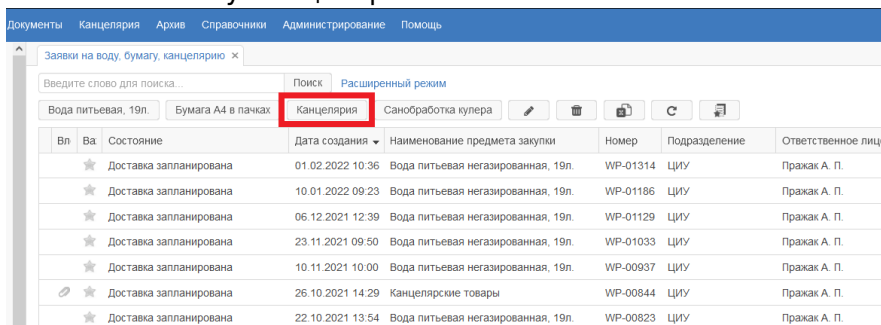 Документы Канцелярия Архив Справочники Администрирование Помощь
Заявки на воду, бумагу, канцелярию ×
Введите слово для поиска... Поиск Расширенный режим
Вода питьевая, 19л. Бумага А4 в пачках Канцелярия Санобработка кулера
Вл Ва Состояние Дата создания Наименование предмета закупки Номер Подразделение Ответственное лице
Доставка запланирована 01.02.2022 10:36 Вода питьевая негазированная, 19л. WP-01314 ЦИУ Пражак А. П.
Доставка запланирована 10.01.2022 09:23 Вода питьевая негазированная, 19л. WP-01186 ЦИУ Пражак А. П.
Доставка запланирована 06.12.2021 12:39 Вода питьевая негазированная, 19л. WP-01129 ЦИУ Пражак А. П.
Доставка запланирована 23.11.2021 09:50 Вода питьевая негазированная, 19л. WP-01033 ЦИУ Пражак А. П.
Доставка запланирована 10.11.2021 10:00 Вода питьевая негазированная, 19л. WP-00937 ЦИУ Пражак А. П.
Доставка запланирована 26.10.2021 14:29 Канцелярские товары WP-00844 ЦИУ Пражак А. П.
Доставка запланирована 22.10.2021 13:54 Вода питьевая негазированная, 19л. WP-00823 ЦИУ Пражак А. П.